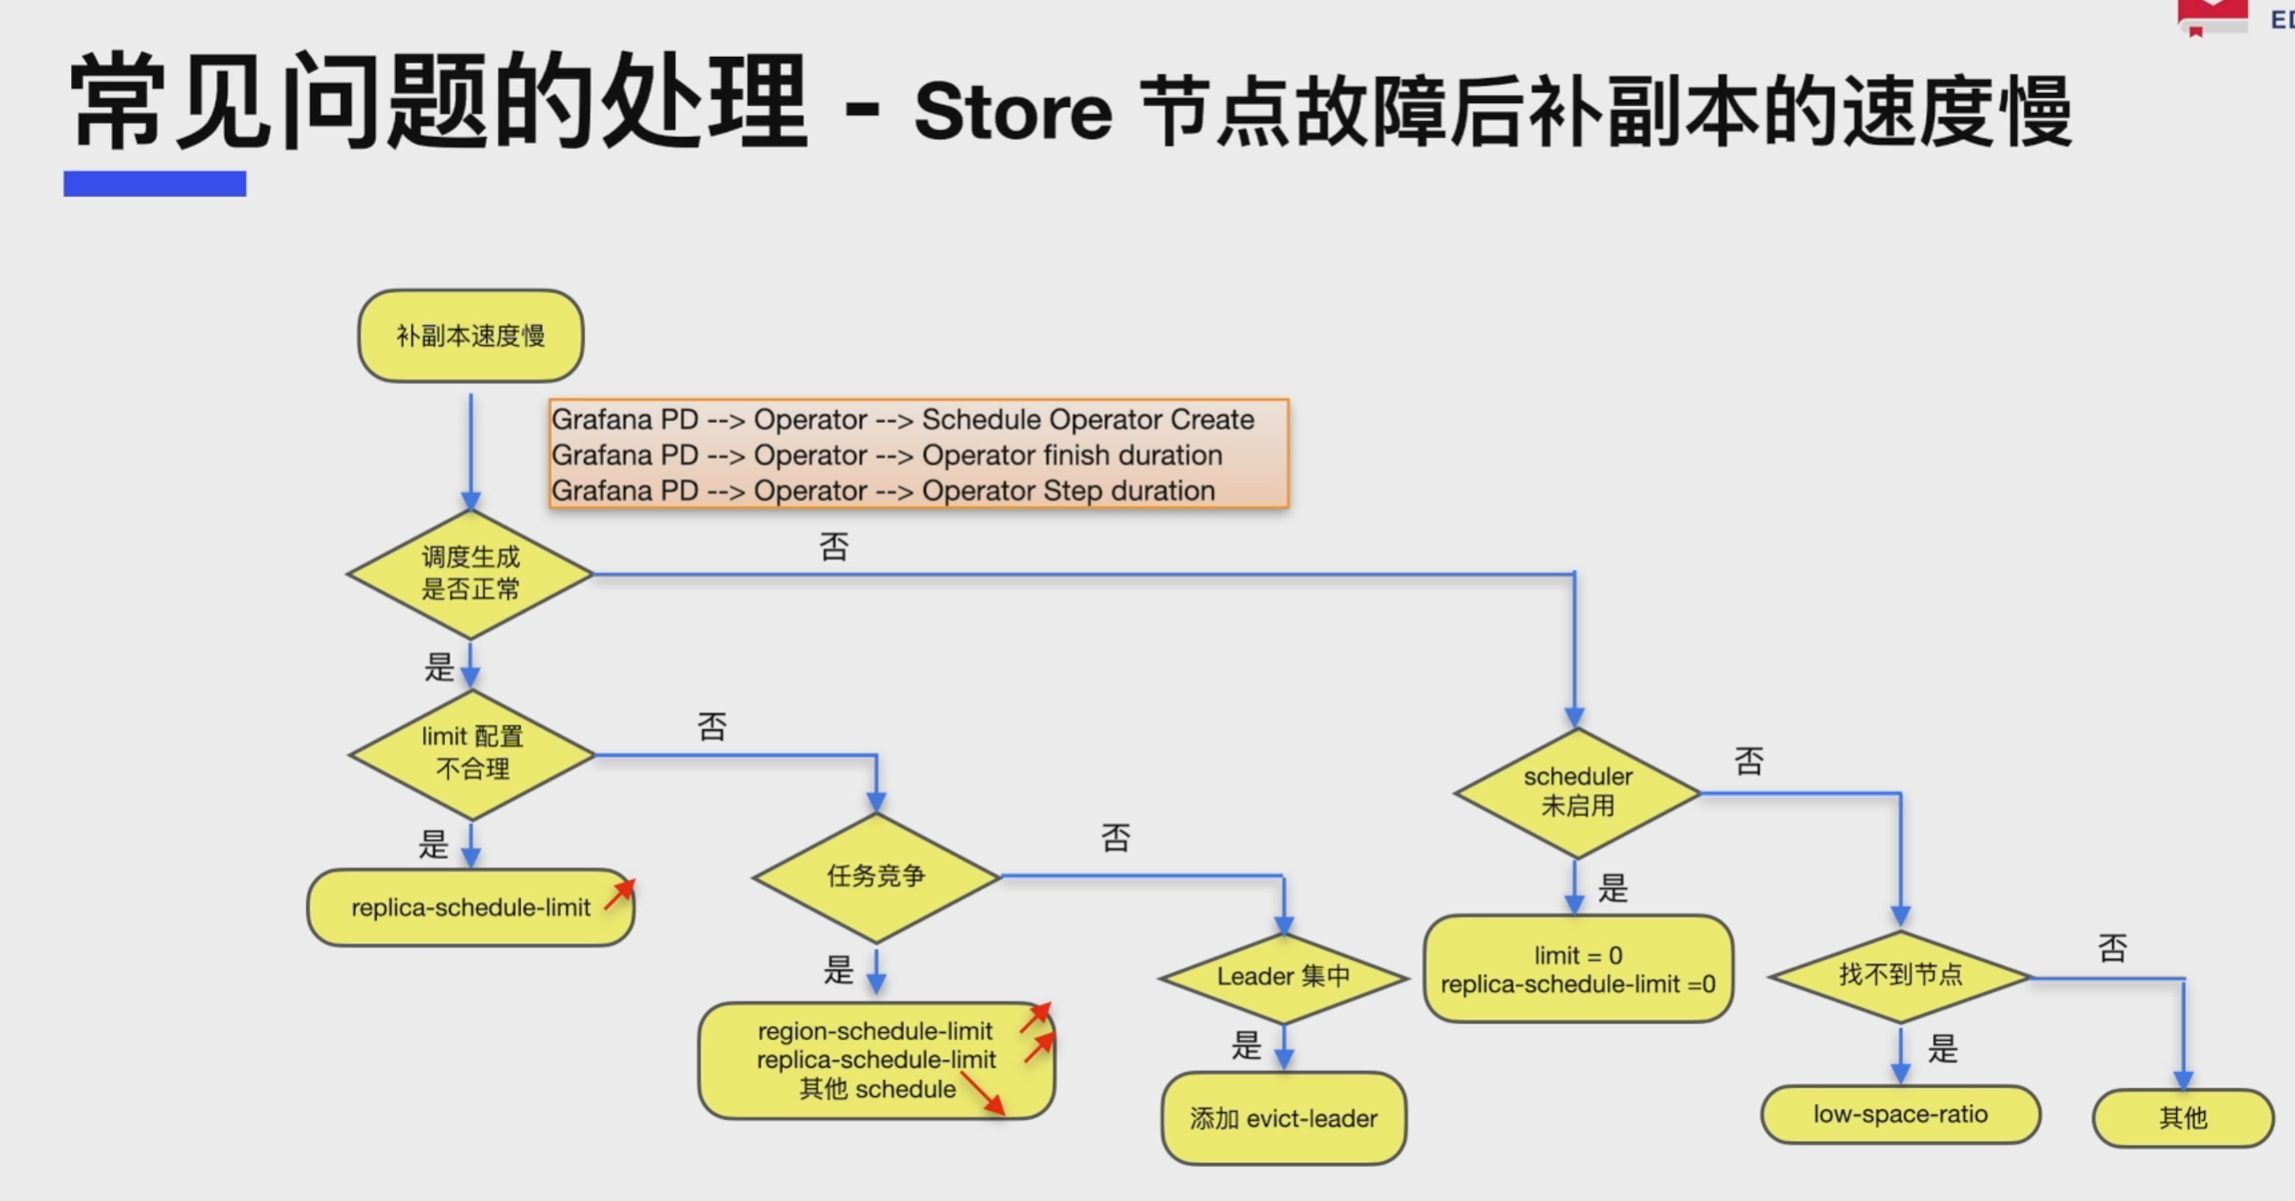 常见问题的处理 - Store 节点故障后补副本的速度慢
补副本速度慢
Grafana PD --> Operator --> Schedule Operator Create
Grafana PD --> Operator --> Operator finish duration
Grafana PD --> Operator --> Operator Step duration
调度生成
是否正常
否
是
limit 配置
不合理
否
是
replica-schedule-limit
任务竞争
否
是
region-schedule-limit
replica-schedule-limit
其他 schedule
Leader 集中
是
添加 evict-leader
scheduler
未启用
否
是
limit = 0
replica-schedule-limit =0
找不到节点
否
是
low-space-ratio
其他